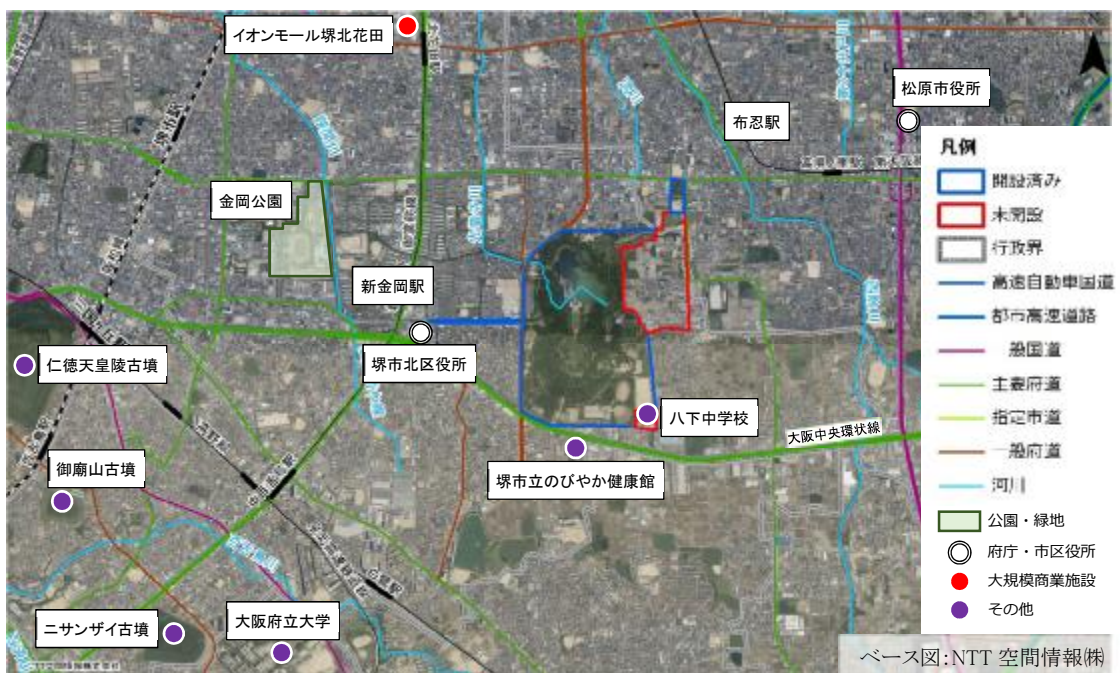 イオンモール堺北花田
松原市役所
布忍駅
凡例
金岡公園
開設済み
未開設
行政界
新金岡駅
高速自動車国道
都市高速道路
一般国道
仁徳天皇陵古墳
堺市北区役所
主要府道
八下中学校
指定市道
大阪中央環状線
一般府道
御廟山古墳
堺市立のびやか健康館
河川
公園・緑地
府庁・市区役所
大規模商業施設
ニサンザイ古墳
大阪府立大学
その他
ベース図:NTT 空間情報㈱